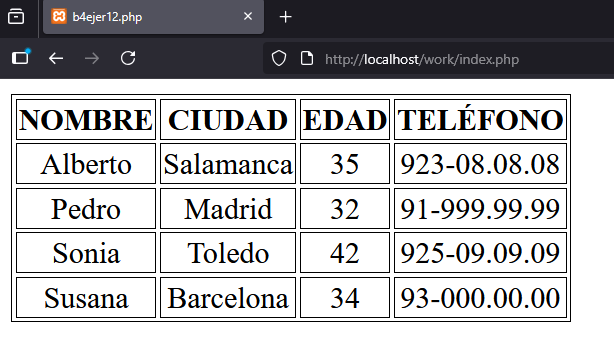 b4ejer12.php
http://localhost/work/index.php
NOMBRE CIUDAD EDAD TELÉFONO
Alberto Salamanca 35 923-08.08.08
Pedro Madrid 32 91-999.99.99
Sonia Toledo 42 925-09.09.09
Susana Barcelona 34 93-000.00.00